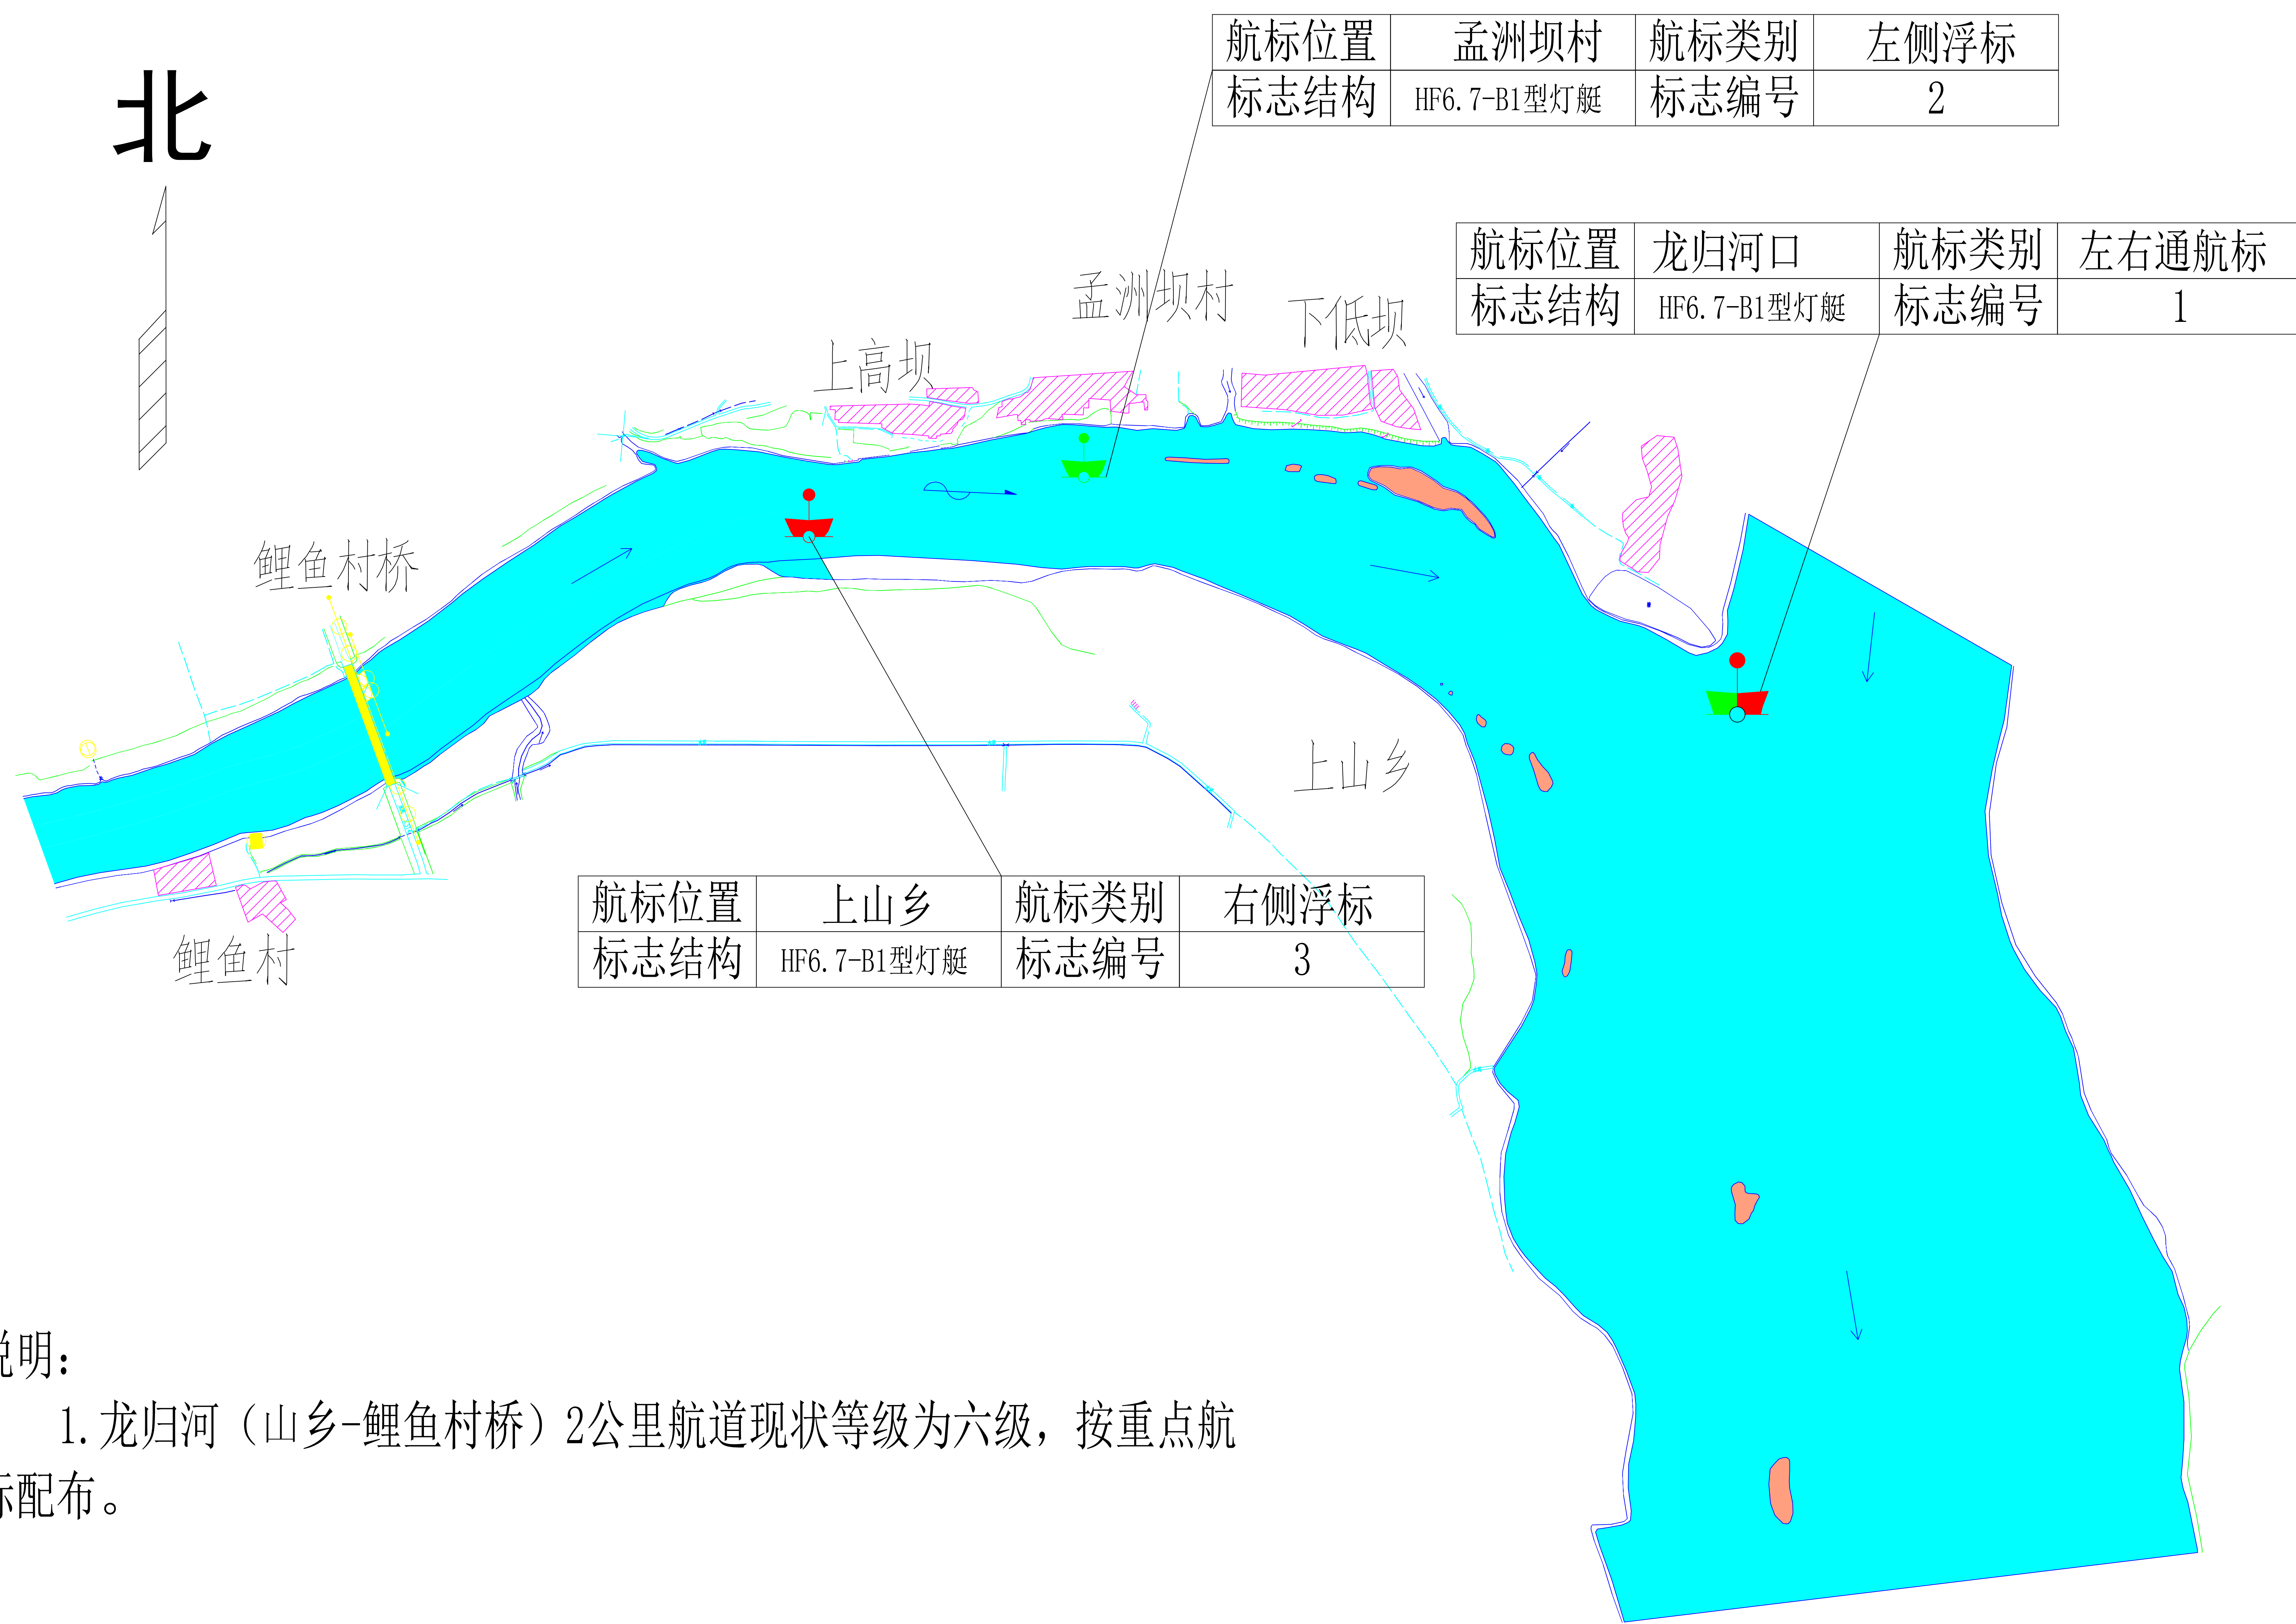 航标位置 孟洲坝村 航标类别 左侧浮标
标志结构 HF6.7-B1型灯艇 标志编号 2
北
航标位置 龙归河口 航标类别 左右通航标
标志结构 HF6.7-B1型灯艇 标志编号 1
孟洲坝村
下低坝
上高坝
鲤鱼村桥
上山乡
航标位置 上山乡 航标类别 右侧浮标
标志结构 HF6.7-B1型灯艇 标志编号 3
鲤鱼村
说明：
1.龙归河（山乡-鲤鱼村桥）2公里航道现状等级为六级，按重点航
标配布。